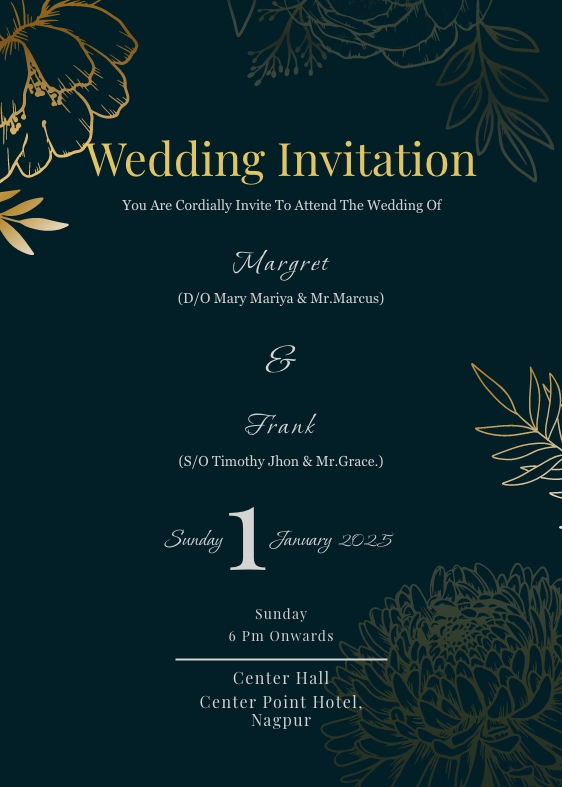 Wedding Invitation
You Are Cordially Invite To Attend The Wedding Of
Margret
(D/O Mary Mariya & Mr.Marcus)
&
Frank
(S/O Timothy Jhon & Mr.Grace.)
Sunday 1 January 2025
Sunday
6 Pm Onwards
Center Hall
Center Point Hotel,
Nagpur